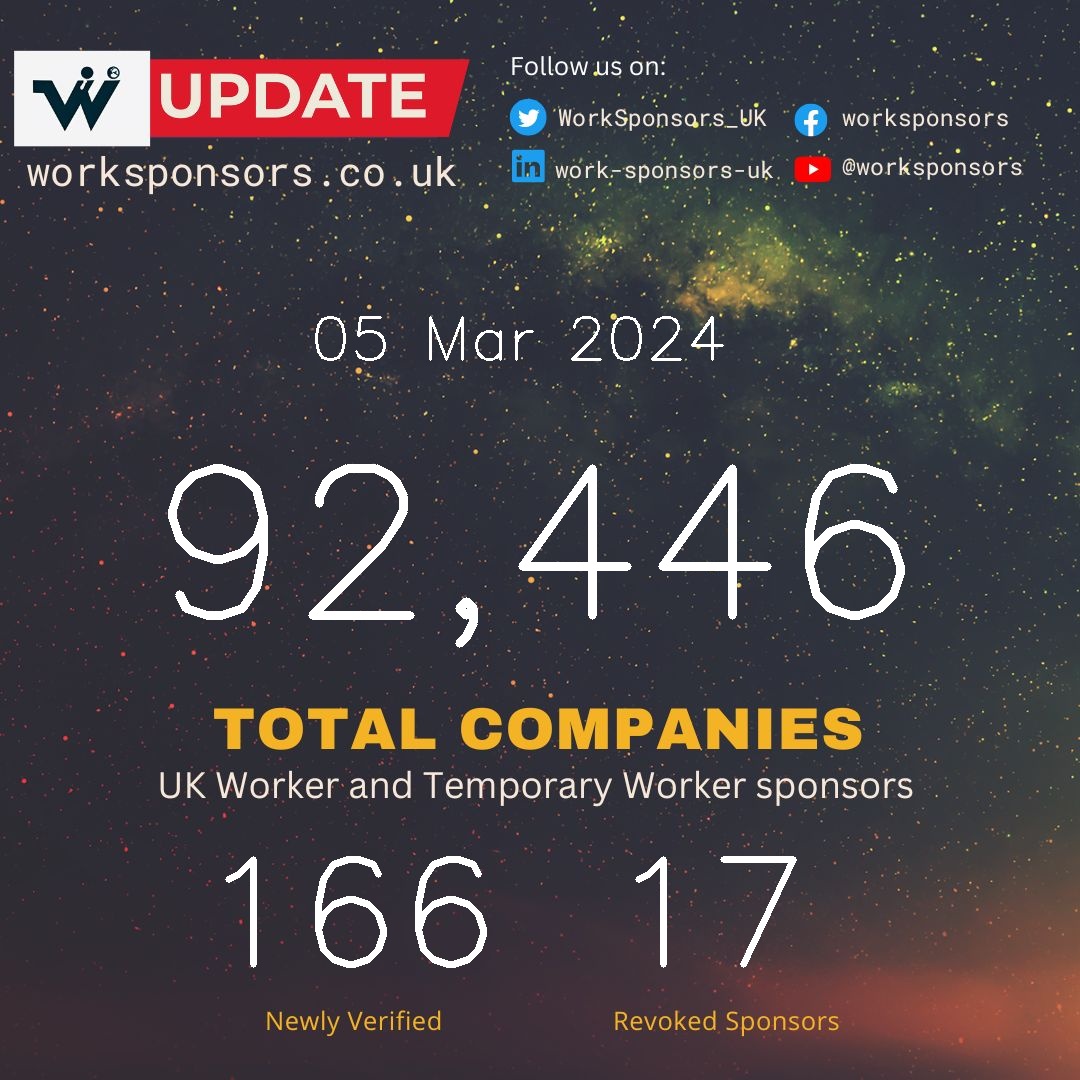 UPDATE
worksponsors.co.uk
Follow us on:
WorkSponsors_UK
worksponsors
work-sponsors-uk
@worksponsors
05 Mar 2024
92,446
TOTAL COMPANIES
UK Worker and Temporary Worker sponsors
166 17
Newly Verified Revoked Sponsors